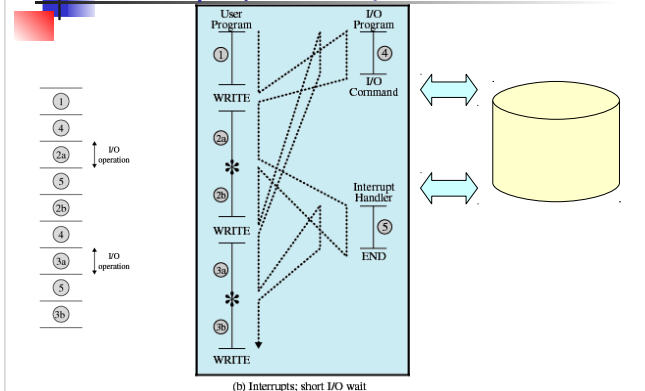 1
4
2a
I/O
operation
5
2b
4
3a
I/O
operation
5
3b
User
Program
1
WRITE
2a
*
2b
WRITE
3a
*
3b
WRITE
I/O
Program
4
I/O
Command
Interrupt
Handler
5
END
(b) Interrupts; short I/O wait